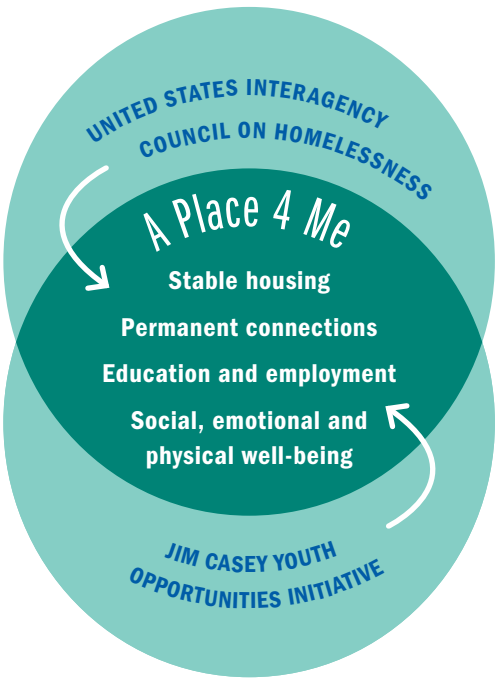 UNITED STATES INTERAGENCY
COUNCIL ON HOMELESSNESS
A Place 4 Me
Stable housing
Permanent connections
Education and employment
Social, emotional and
physical well-being
JIM CASEY YOUTH
OPPORTUNITIES INITIATIVE